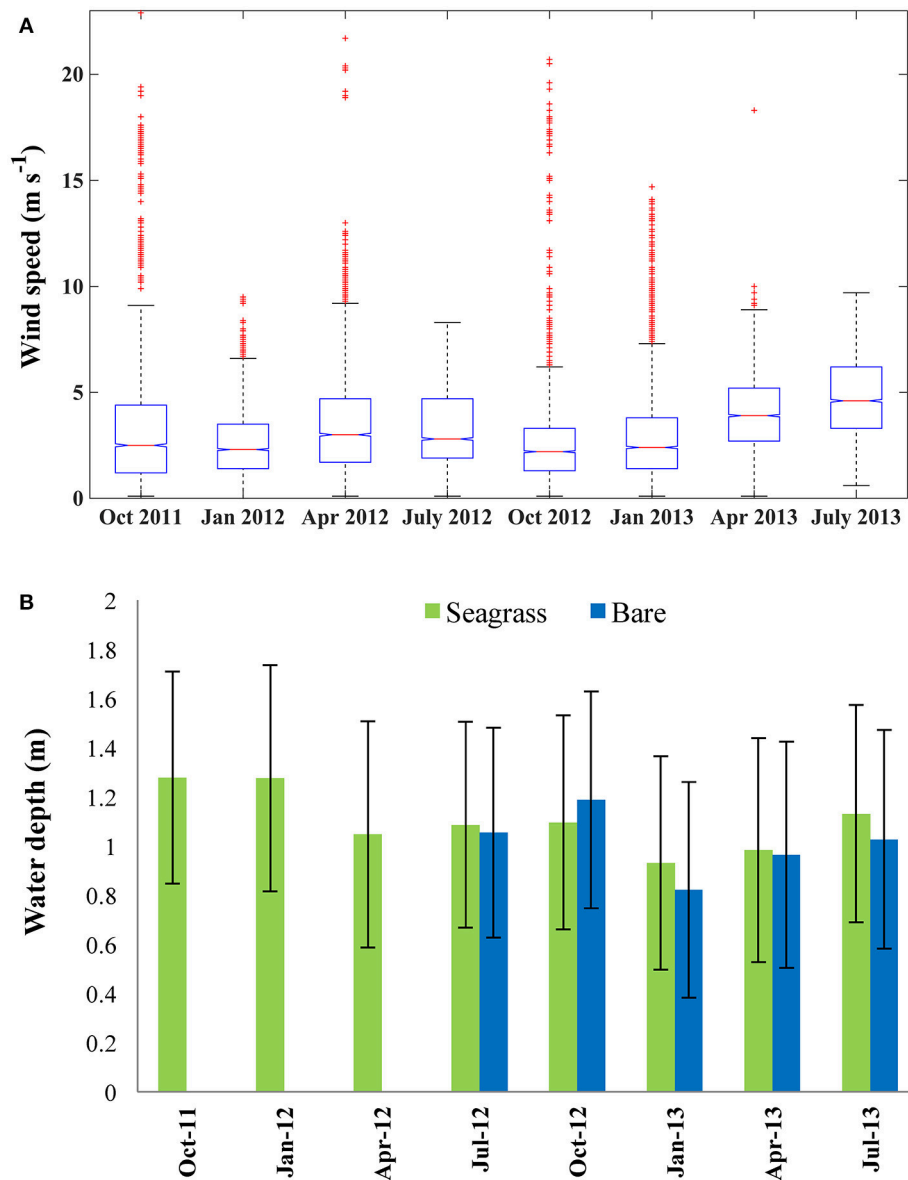 A
Wind speed (m s-1)
20
15
10
5
0
Oct 2011 Jan 2012 Apr 2012 July 2012 Oct 2012 Jan 2013 Apr 2013 July 2013
B
Seagrass Bare
Water depth (m)
2
1.8
1.6
1.4
1.2
1
0.8
0.6
0.4
0.2
0
Oct-11 Jan-12 Apr-12 Jul-12 Oct-12 Jan-13 Apr-13 Jul-13